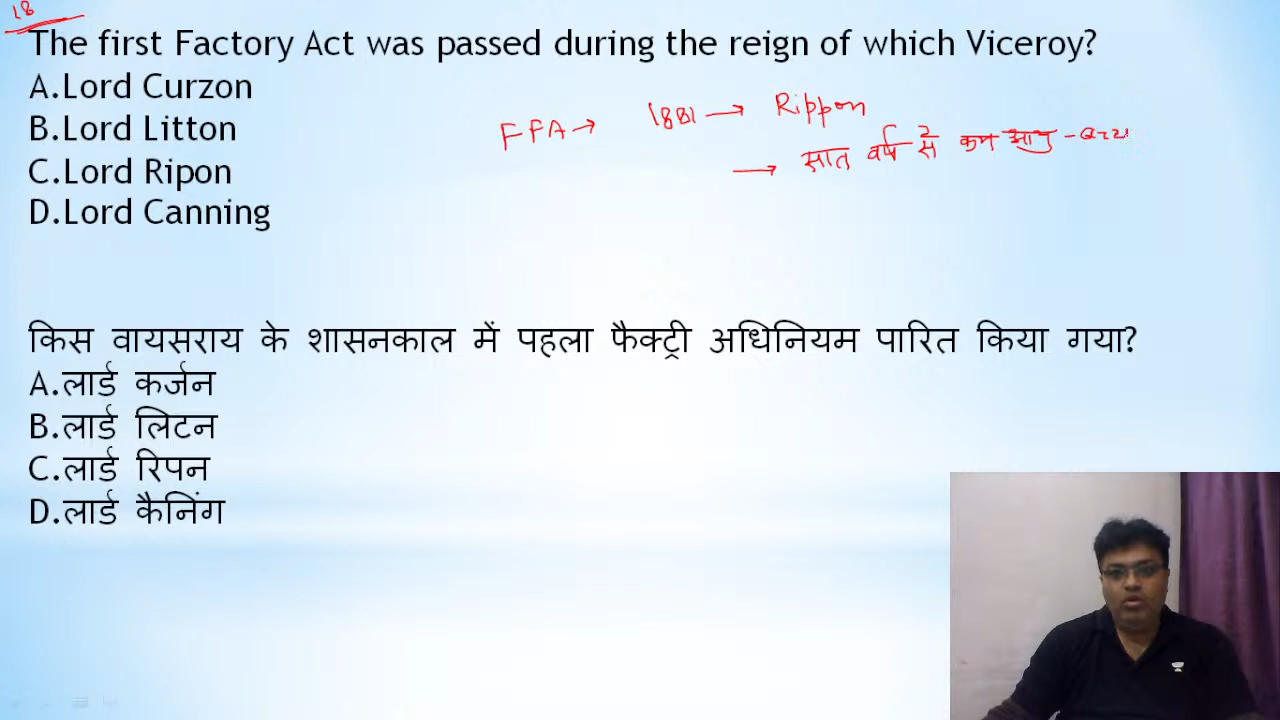 18
The first Factory Act was passed during the reign of which Viceroy?
A.Lord Curzon
B.Lord Litton
C.Lord Ripon
D.Lord Canning
FFA → 1881 → Rippon
→ सात वर्ष से कम आयु -
किस वायसराय के शासनकाल में पहला फैक्ट्री अधिनियम पारित किया गया?
A.लार्ड कर्जन
B.लार्ड लिटन
C.लार्ड रिपन
D.लार्ड कैनिंग